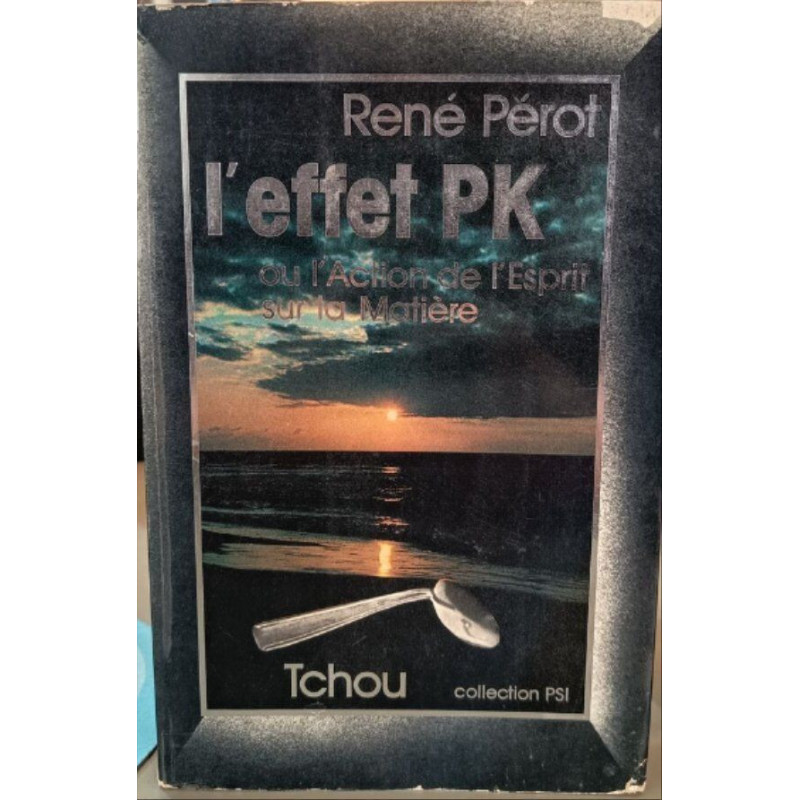 René Pérot
l'effet PK
ou l'Action de l'Esprit
sur la Matière
Tchou
collection PSI